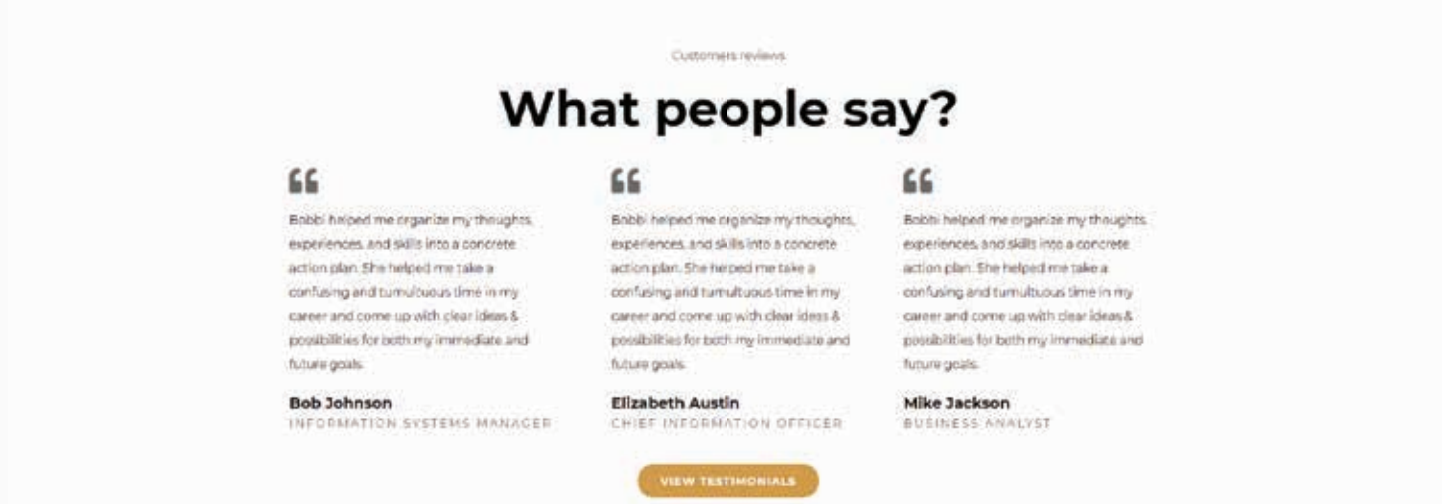 Customers reviews
What people say?
Bobbi helped me organize my thoughts,
experiences, and skills into a concrete
action plan. She helped me take a
confusing and tumultuous time in my
career and come up with clear ideas &
possibilities for both my immediate and
future goals.
Bob Johnson
INFORMATION SYSTEMS MANAGER
Bobbi helped me organize my thoughts,
experiences, and skills into a concrete
action plan. She helped me take a
confusing and tumultuous time in my
career and come up with clear ideas &
possibilities for both my immediate and
future goals.
Elizabeth Austin
CHIEF INFORMATION OFFICER
Bobbi helped me organize my thoughts,
experiences, and skills into a concrete
action plan. She helped me take a
confusing and tumultuous time in my
career and come up with clear ideas &
possibilities for both my immediate and
future goals.
Mike Jackson
BUSINESS ANALYST
VIEW TESTIMONIALS